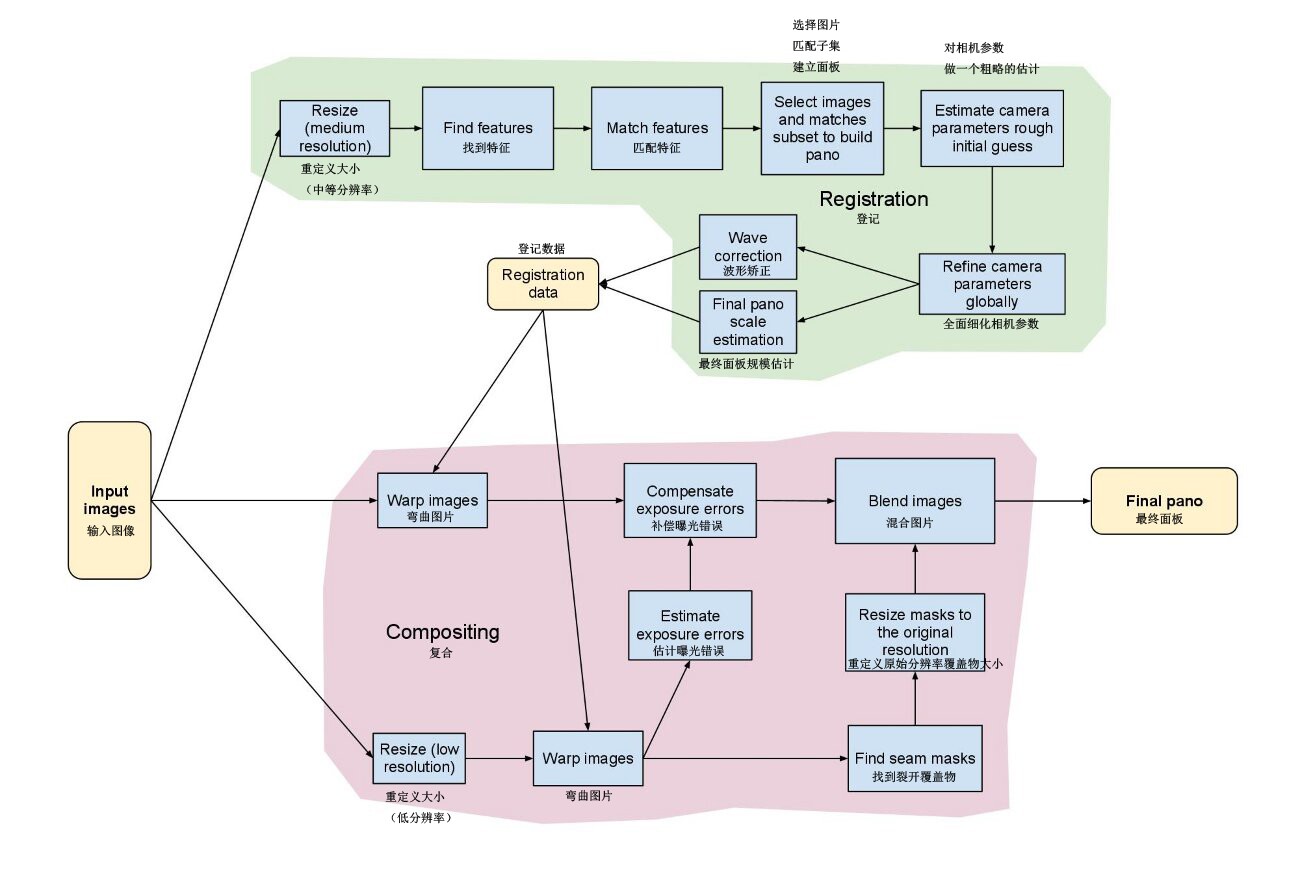 选择图片
匹配子集
建立面板
对相机参数
做一个粗略的估计
Resize
(medium
resolution)
重定义大小
（中等分辨率）
Find features
找到特征
Match features
匹配特征
Select images
and matches
subset to build
pano
Estimate camera
parameters rough
initial guess
Registration
登记
Wave
correction
波形矫正
Refine camera
parameters
globally
全面细化相机参数
Final pano
scale
estimation
最终面板规模估计
登记数据
Registration
data
Input
images
输入图像
Warp images
弯曲图片
Compensate
exposure errors
补偿曝光错误
Blend images
混合图片
Final pano
最终面板
Estimate
exposure errors
估计曝光错误
Resize masks to
the original
resolution
重定义原始分辨率覆盖物大小
Compositing
复合
Resize (low
resolution)
重定义大小
（低分辨率）
Warp images
弯曲图片
Find seam masks
找到裂开覆盖物